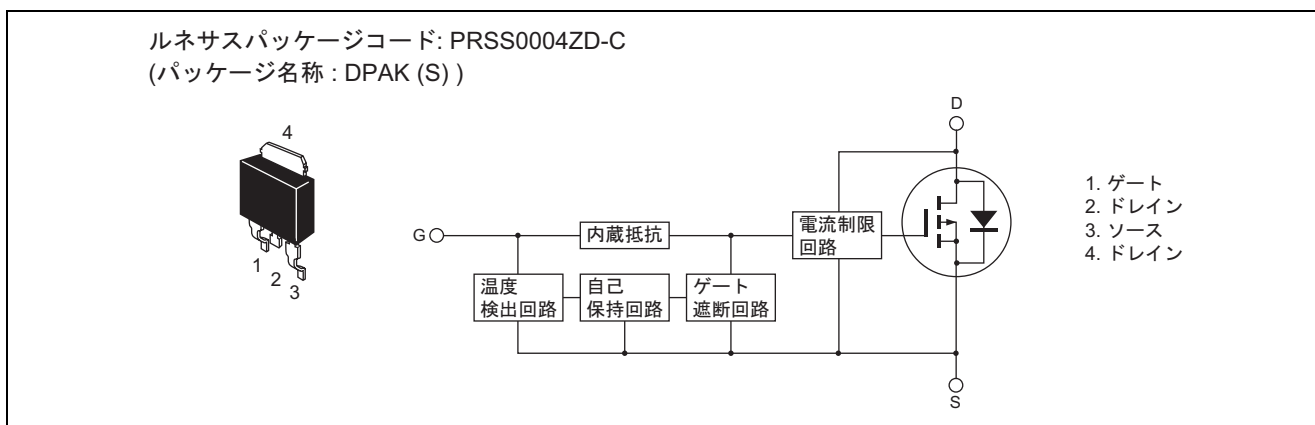 ルネサスパッケージコード: PRSS0004ZD-C
(パッケージ名称 : DPAK (S) )
4
1
2
3
D
G
内蔵抵抗
電流制限
回路
温度
検出回路
自己
保持回路
ゲート
遮断回路
S
1. ゲート
2. ドレイン
3. ソース
4. ドレイン